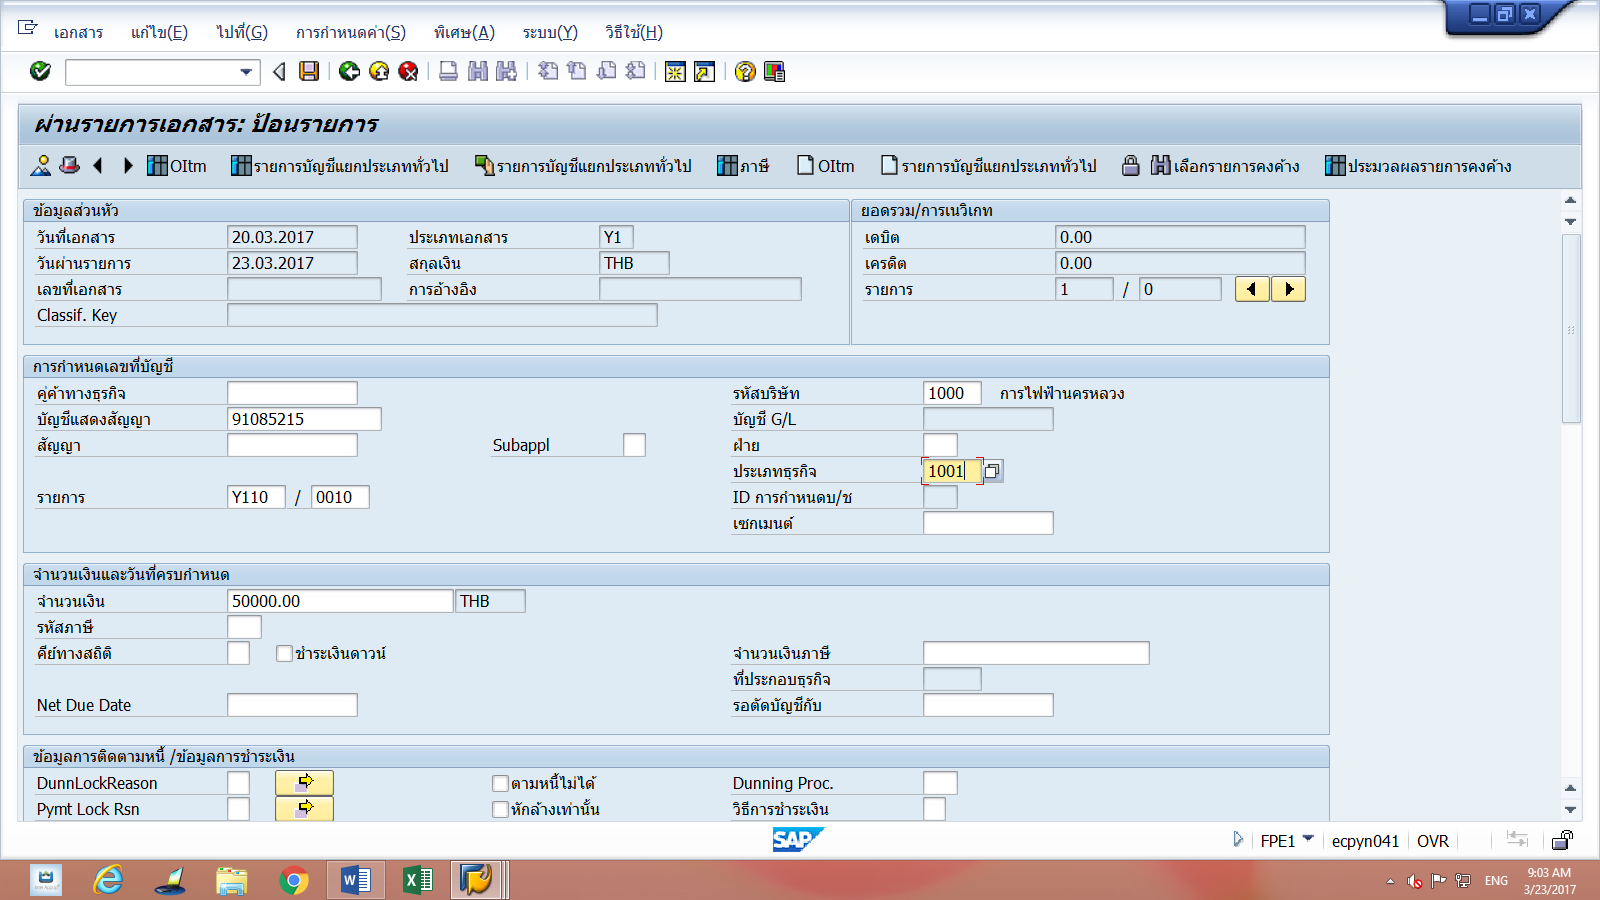 เอกสาร แก้ไข(E) ไปที่(G) การกำหนดค่า(S) พิเศษ(A) ระบบ(Y) วิธีใช้(H)
ผ่านรายการเอกสาร: ป้อนรายการ
OItm รายการบัญชีแยกประเภททั่วไป รายการบัญชีแยกประเภททั่วไป ภาษี OItm รายการบัญชีแยกประเภททั่วไป เลือกรายการคงค้าง ประมวลผลรายการคงค้าง
ข้อมูลส่วนหัว ยอดรวม/การเนวิเกท
วันที่เอกสาร 20.03.2017 ประเภทเอกสาร Y1 เดบิต 0.00
วันผ่านรายการ 23.03.2017 สกุลเงิน THB เครดิต 0.00
เลขที่เอกสาร การอ้างอิง รายการ 1 / 0
Classif. Key
การกำหนดเลขที่บัญชี
คู่ค้าทางธุรกิจ รหัสบริษัท 1000 การไฟฟ้านครหลวง
บัญชีแสดงสัญญา 91085215 บัญชี G/L
สัญญา Subappl ฝ่าย
ประเภทธุรกิจ 1001
รายการ Y110 / 0010 ID การกำหนดบ/ช
เซกเมนต์
จำนวนเงินและวันที่ครบกำหนด
จำนวนเงิน 50000.00 THB
รหัสภาษี
คีย์ทางสถิติ ชำระเงินดาวน์ จำนวนเงินภาษี
ที่ประกอบธุรกิจ
Net Due Date รอตัดบัญชีกับ
ข้อมูลการติดตามหนี้ /ข้อมูลการชำระเงิน
DunnLockReason ตามหนี้ไม่ได้ Dunning Proc.
Pymt Lock Rsn หักล้างเท่านั้น วิธีการชำระเงิน
SAP FPE1 ecpyn041 OVR
ENG 9:03 AM
3/23/2017